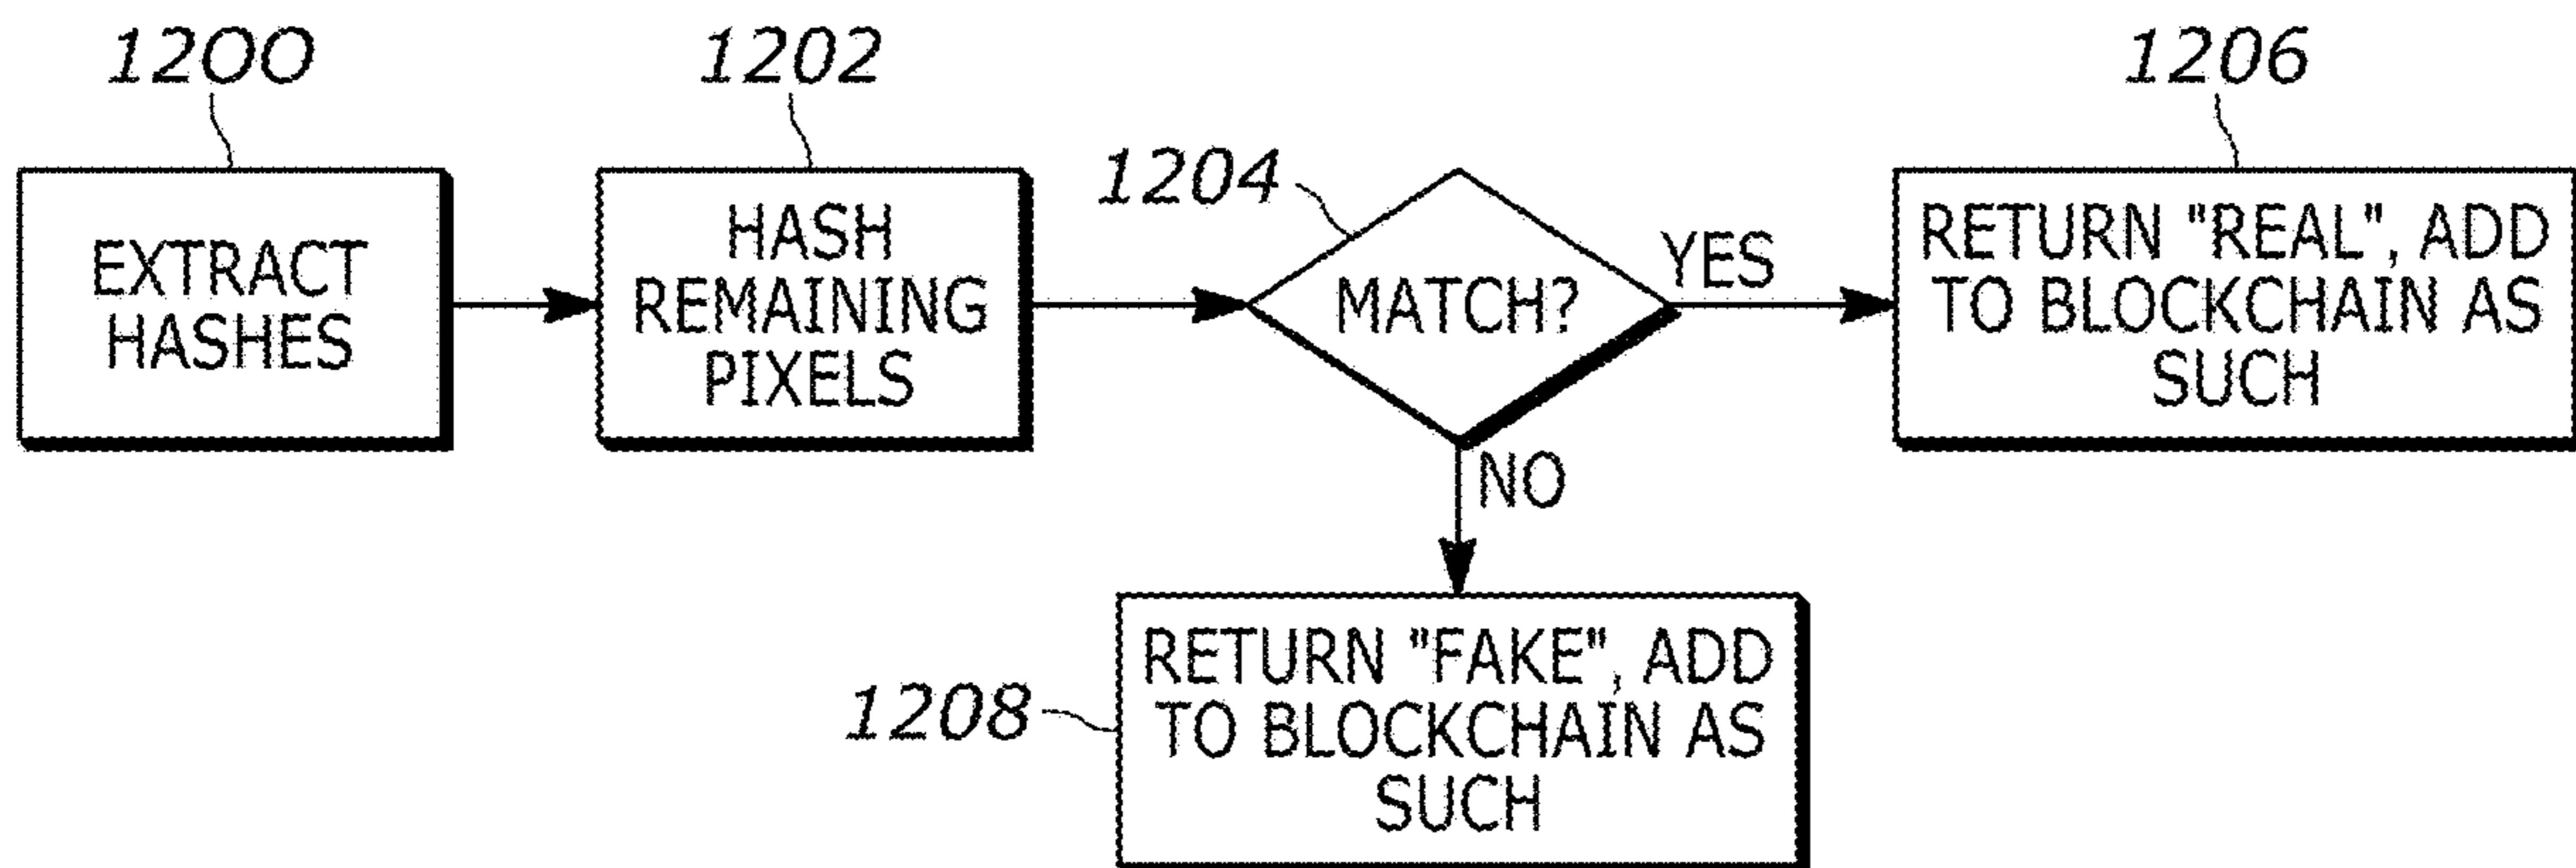 1200
1202
1204
1206
EXTRACT
HASHES
HASH
REMAINING
PIXELS
MATCH?
YES
RETURN "REAL", ADD
TO BLOCKCHAIN AS
SUCH
NO
1208
RETURN "FAKE", ADD
TO BLOCKCHAIN AS
SUCH